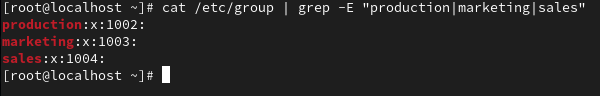 [root@localhost ~]# cat /etc/group | grep -E "production|marketing|sales"
production:x:1002:
marketing:x:1003:
sales:x:1004:
[root@localhost ~]#